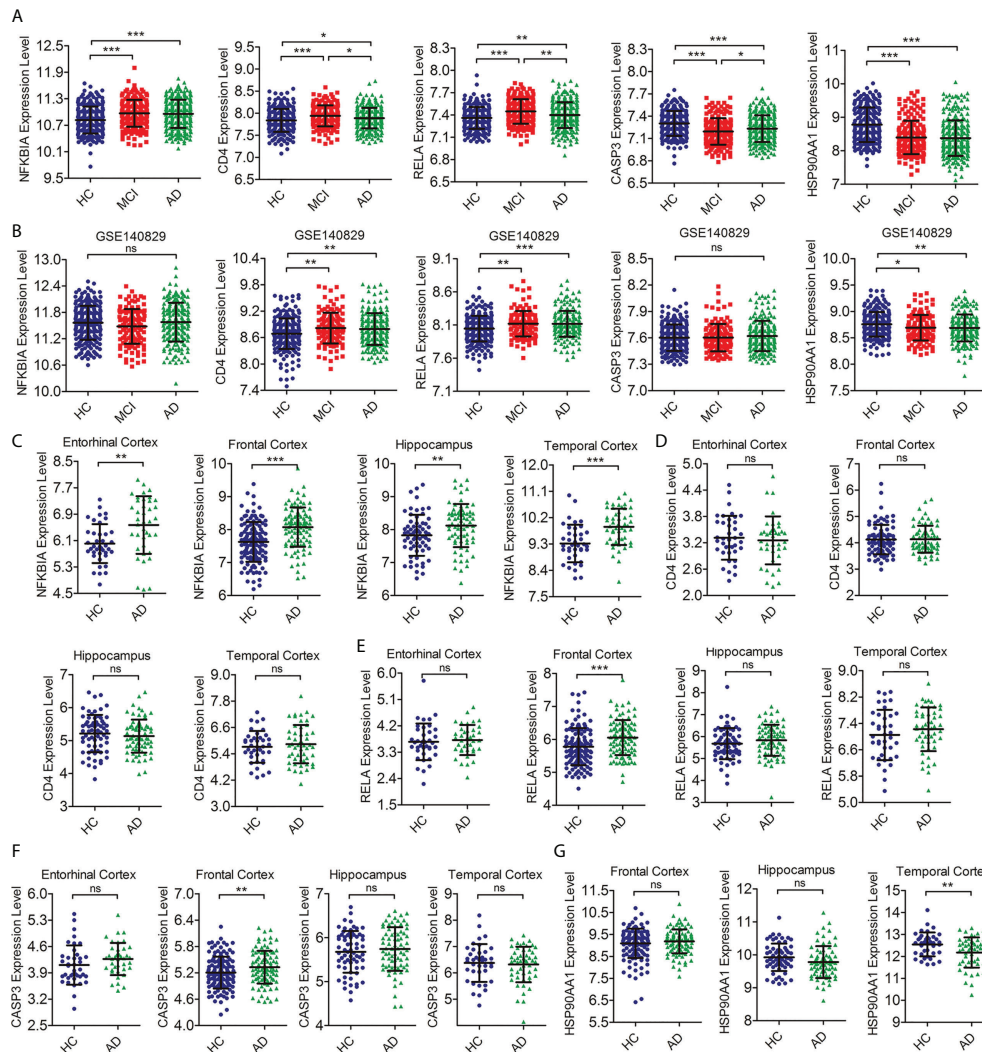 A
NFKBIA Expression Level
12.3
11.9
11.3
10.7
10.1
9.5
***
***
HC
MCI
AD
CD4 Expression Level
9.8
9.2
8.6
8.0
7.4
6.8
*
***
*
HC
MCI
AD
RELA Expression Level
8.1
7.8
7.5
7.2
6.9
6.6
**
***
**
HC
MCI
AD
CASP3 Expression Level
8.2
7.8
7.4
7.0
6.6
***
***
*
HC
MCI
AD
HSP90AA1 Expression Level
11
10
9
8
7
***
***
HC
MCI
AD
B
GSE140829
NFKBIA Expression Level
13.0
12.4
11.8
11.2
10.6
10.0
ns
HC
MCI
AD
GSE140829
CD4 Expression Level
10.4
9.8
9.2
8.7
8.1
7.5
**
**
HC
MCI
AD
GSE140829
RELA Expression Level
9.1
8.6
8.1
7.6
7.1
***
**
HC
MCI
AD
GSE140829
CASP3 Expression Level
8.7
8.3
7.9
7.5
7.1
6.7
ns
HC
MCI
AD
GSE140829
HSP90AA1 Expression Level
10.0
9.5
9.0
8.5
8.0
7.5
**
*
HC
MCI
AD
C
Entorhinal Cortex
NFKBIA Expression Level
8.5
7.7
6.9
6.1
5.3
4.5
**
HC
AD
Frontal Cortex
NFKBIA Expression Level
10
9
8
7
6
***
HC
AD
Hippocampus
NFKBIA Expression Level
10
9
8
7
6
**
HC
AD
Temporal Cortex
NFKBIA Expression Level
12.0
11.1
10.2
9.3
8.4
7.5
***
HC
AD
D
Entorhinal Cortex
CD4 Expression Level
5.1
4.5
3.9
3.4
2.8
2.2
ns
HC
AD
Frontal Cortex
CD4 Expression Level
7
6
5
4
3
2
ns
HC
AD
Hippocampus
CD4 Expression Level
7
6
5
4
3
ns
HC
AD
Temporal Cortex
CD4 Expression Level
9.0
8.0
7.0
6.0
5.0
4.0
3.0
ns
HC
AD
E
Entorhinal Cortex
RELA Expression Level
6.0
5.1
4.2
3.3
2.4
1.5
ns
HC
AD
Frontal Cortex
RELA Expression Level
8
7
6
5
4
***
HC
AD
Hippocampus
RELA Expression Level
9
8
7
6
5
4
3
ns
HC
AD
Temporal Cortex
RELA Expression Level
9.0
8.2
7.4
6.6
5.8
5.0
ns
HC
AD
F
Entorhinal Cortex
CASP3 Expression Level
6.0
5.3
4.6
3.9
3.2
2.5
ns
HC
AD
Frontal Cortex
CASP3 Expression Level
7.0
6.4
5.8
5.2
4.6
4.0
**
HC
AD
Hippocampus
CASP3 Expression Level
7
6
5
4
ns
HC
AD
Temporal Cortex
CASP3 Expression Level
9
8
7
6
5
4
ns
HC
AD
G
Frontal Cortex
HSP90AA1 Expression Level
11.5
10.5
9.5
8.5
7.5
6.5
5.5
ns
HC
AD
Hippocampus
HSP90AA1 Expression Level
12
11
10
9
8
ns
HC
AD
Temporal Cortex
HSP90AA1 Expression Level
15
14
13
12
11
10
9
**
HC
AD